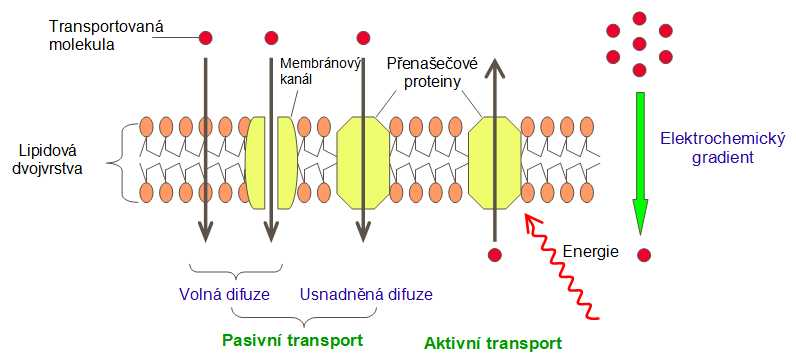 Transportovaná
molekula
Membránový
kanál
Přenašečové
proteiny
Lipidová
dvojvrstva
Elektrochemický
gradient
Energie
Volná difuze
Usnadněná difuze
Pasivní transport
Aktivní transport